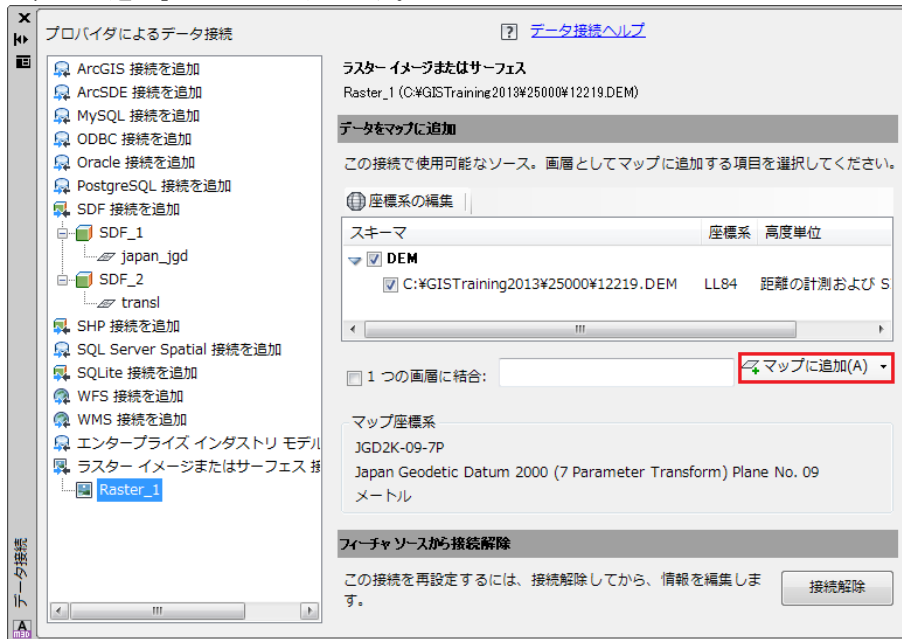 プロバイダによるデータ接続
ArcGIS 接続を追加
ArcSDE 接続を追加
MySQL 接続を追加
ODBC 接続を追加
Oracle 接続を追加
PostgreSQL 接続を追加
SDF 接続を追加
SDF_1
japan_jgd
SDF_2
transl
SHP 接続を追加
SQL Server Spatial 接続を追加
SQLite 接続を追加
WFS 接続を追加
WMS 接続を追加
エンタープライズ インダストリ モデル
ラスター イメージまたはサーフェス 接
Raster_1
データ接続
? データ接続ヘルプ
ラスター イメージまたはサーフェス
Raster_1 (C:¥GISTraining2013¥25000¥12219.DEM)
データをマップに追加
この接続で使用可能なソース。画層としてマップに追加する項目を選択してください。
座標系の編集
スキーマ 座標系 高度単位
DEM
C:¥GISTraining2013¥25000¥12219.DEM LL84 距離の計測および S
1 つの画層に結合: マップに追加(A)
マップ座標系
JGD2K-09-7P
Japan Geodetic Datum 2000 (7 Parameter Transform) Plane No. 09
メートル
フィーチャ ソースから接続解除
この接続を再設定するには、接続解除してから、情報を編集しま
す。
接続解除